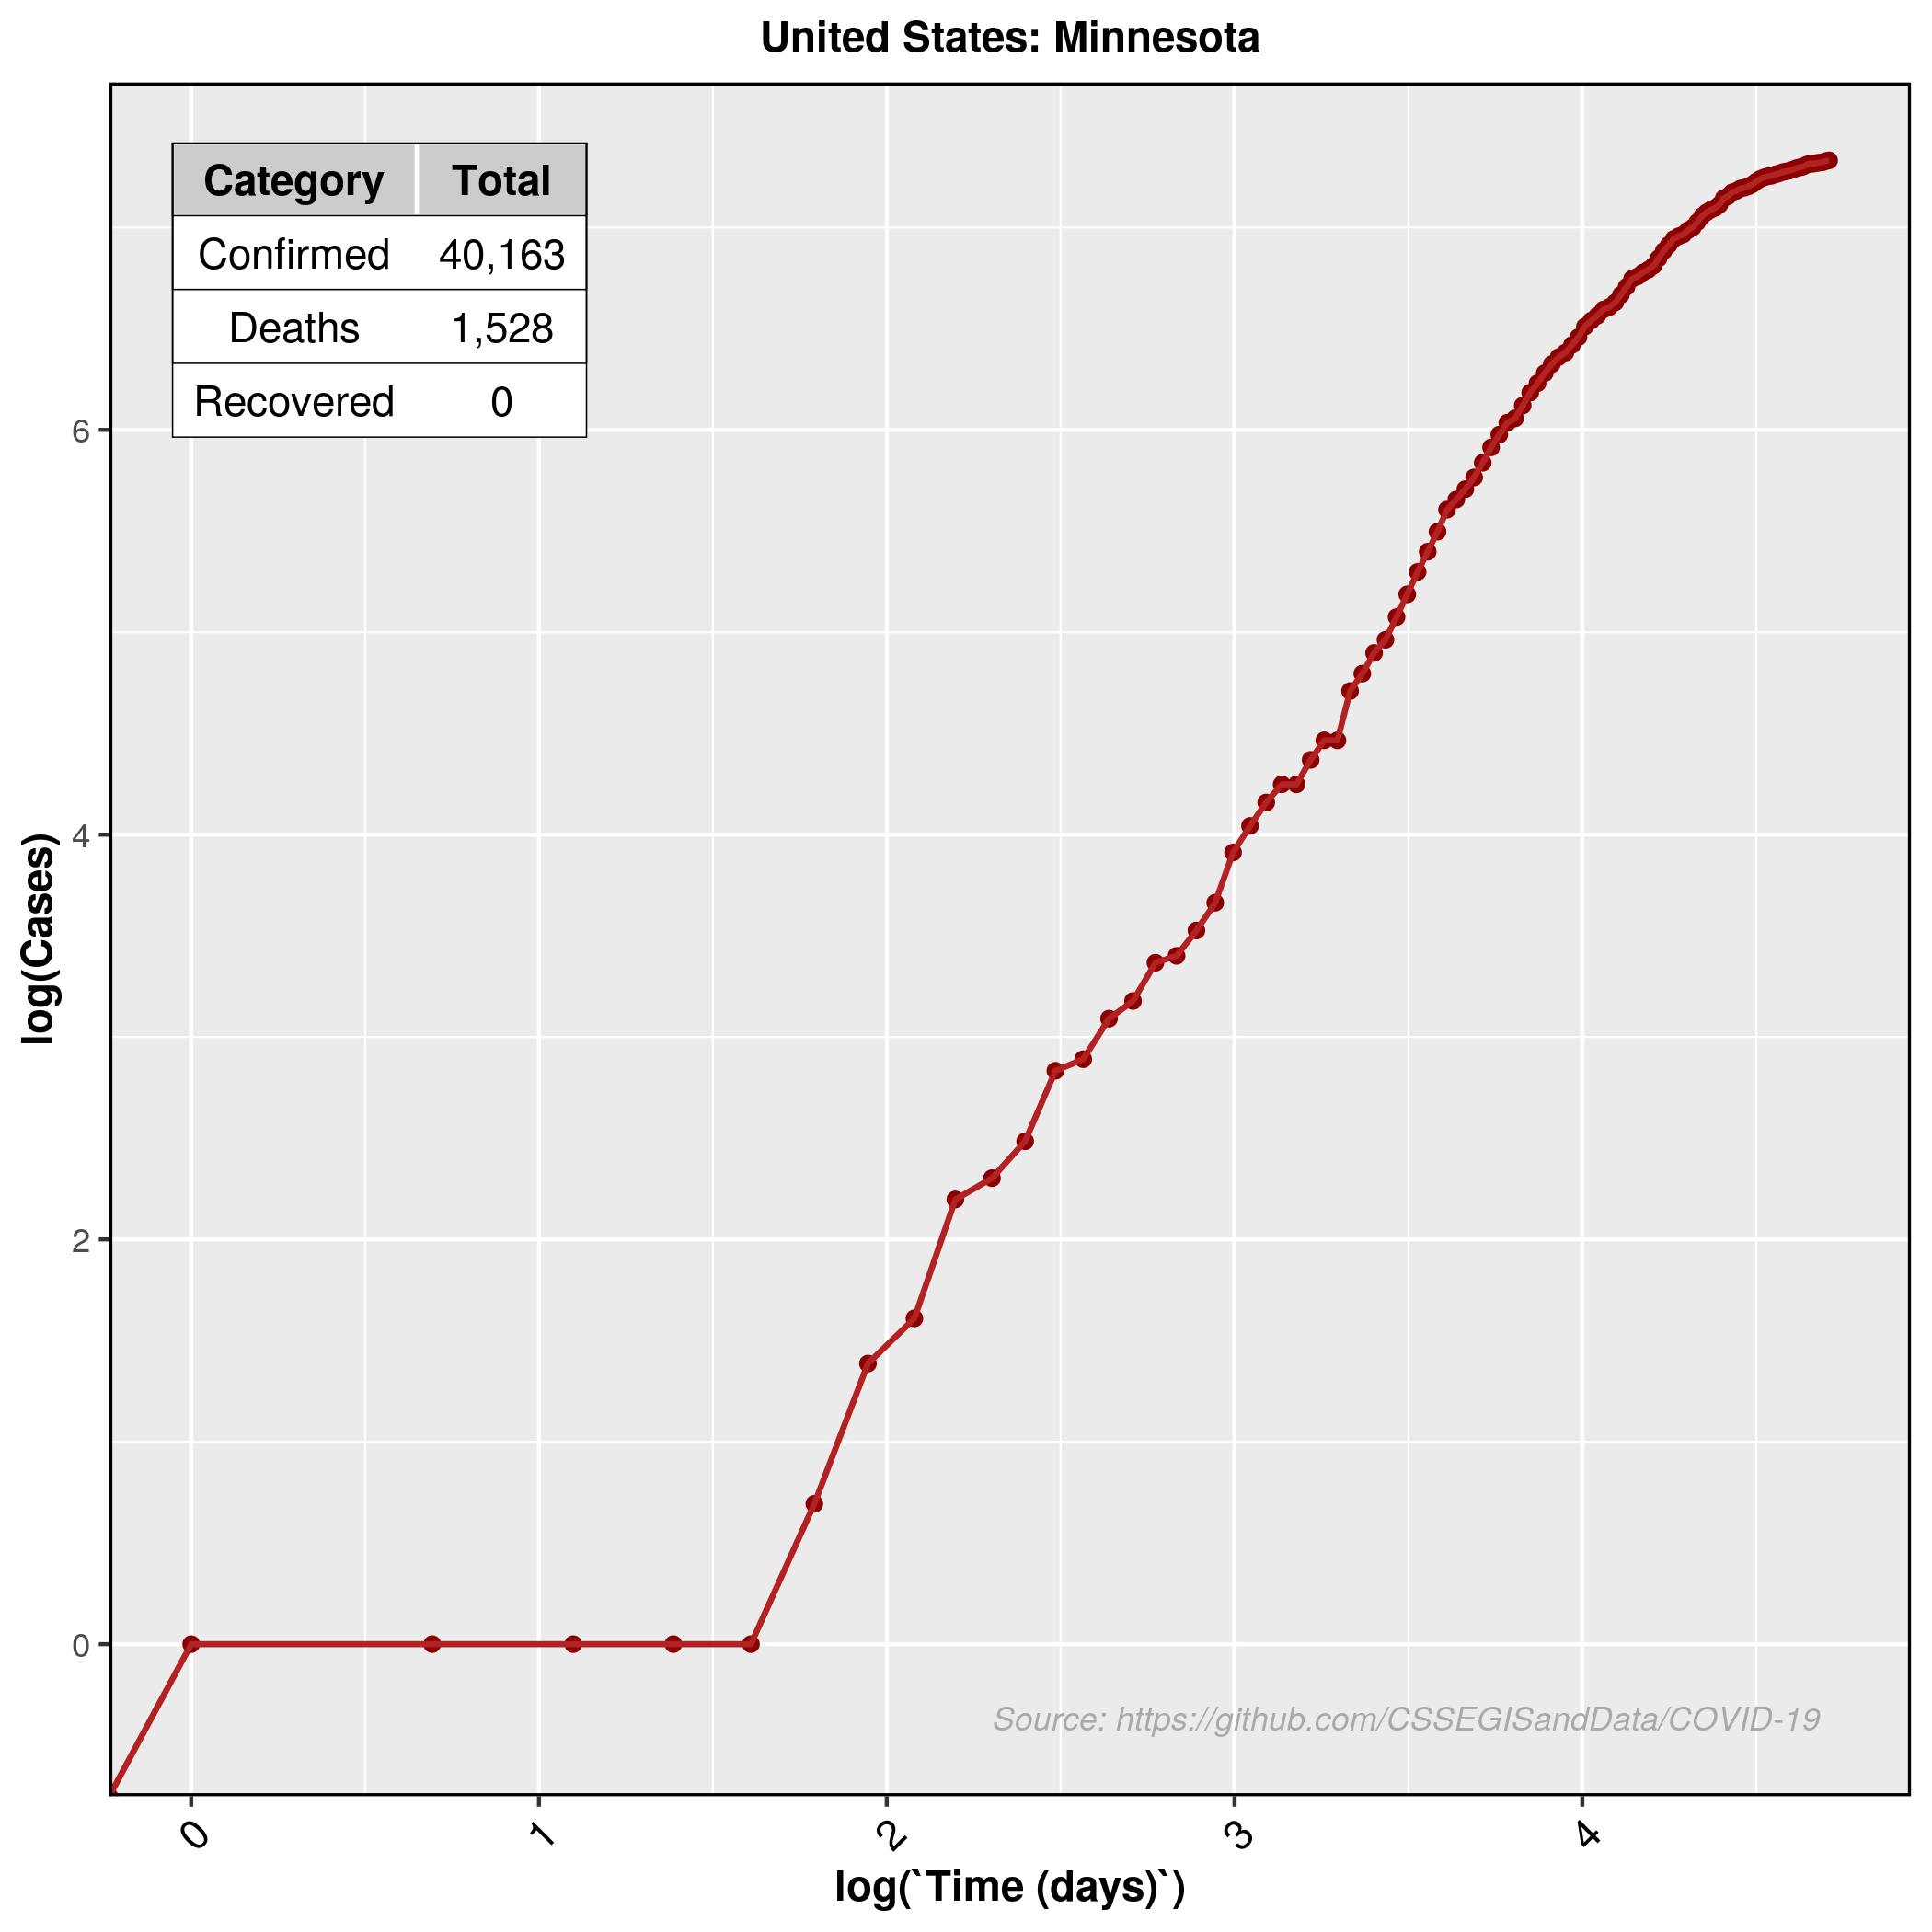 United States: Minnesota
Category Total
Confirmed 40,163
Deaths 1,528
Recovered 0
6
4
2
0
log(Cases)
Source: https://github.com/CSSEGISandData/COVID-19
0 1 2 3 4
log(`Time (days)`)